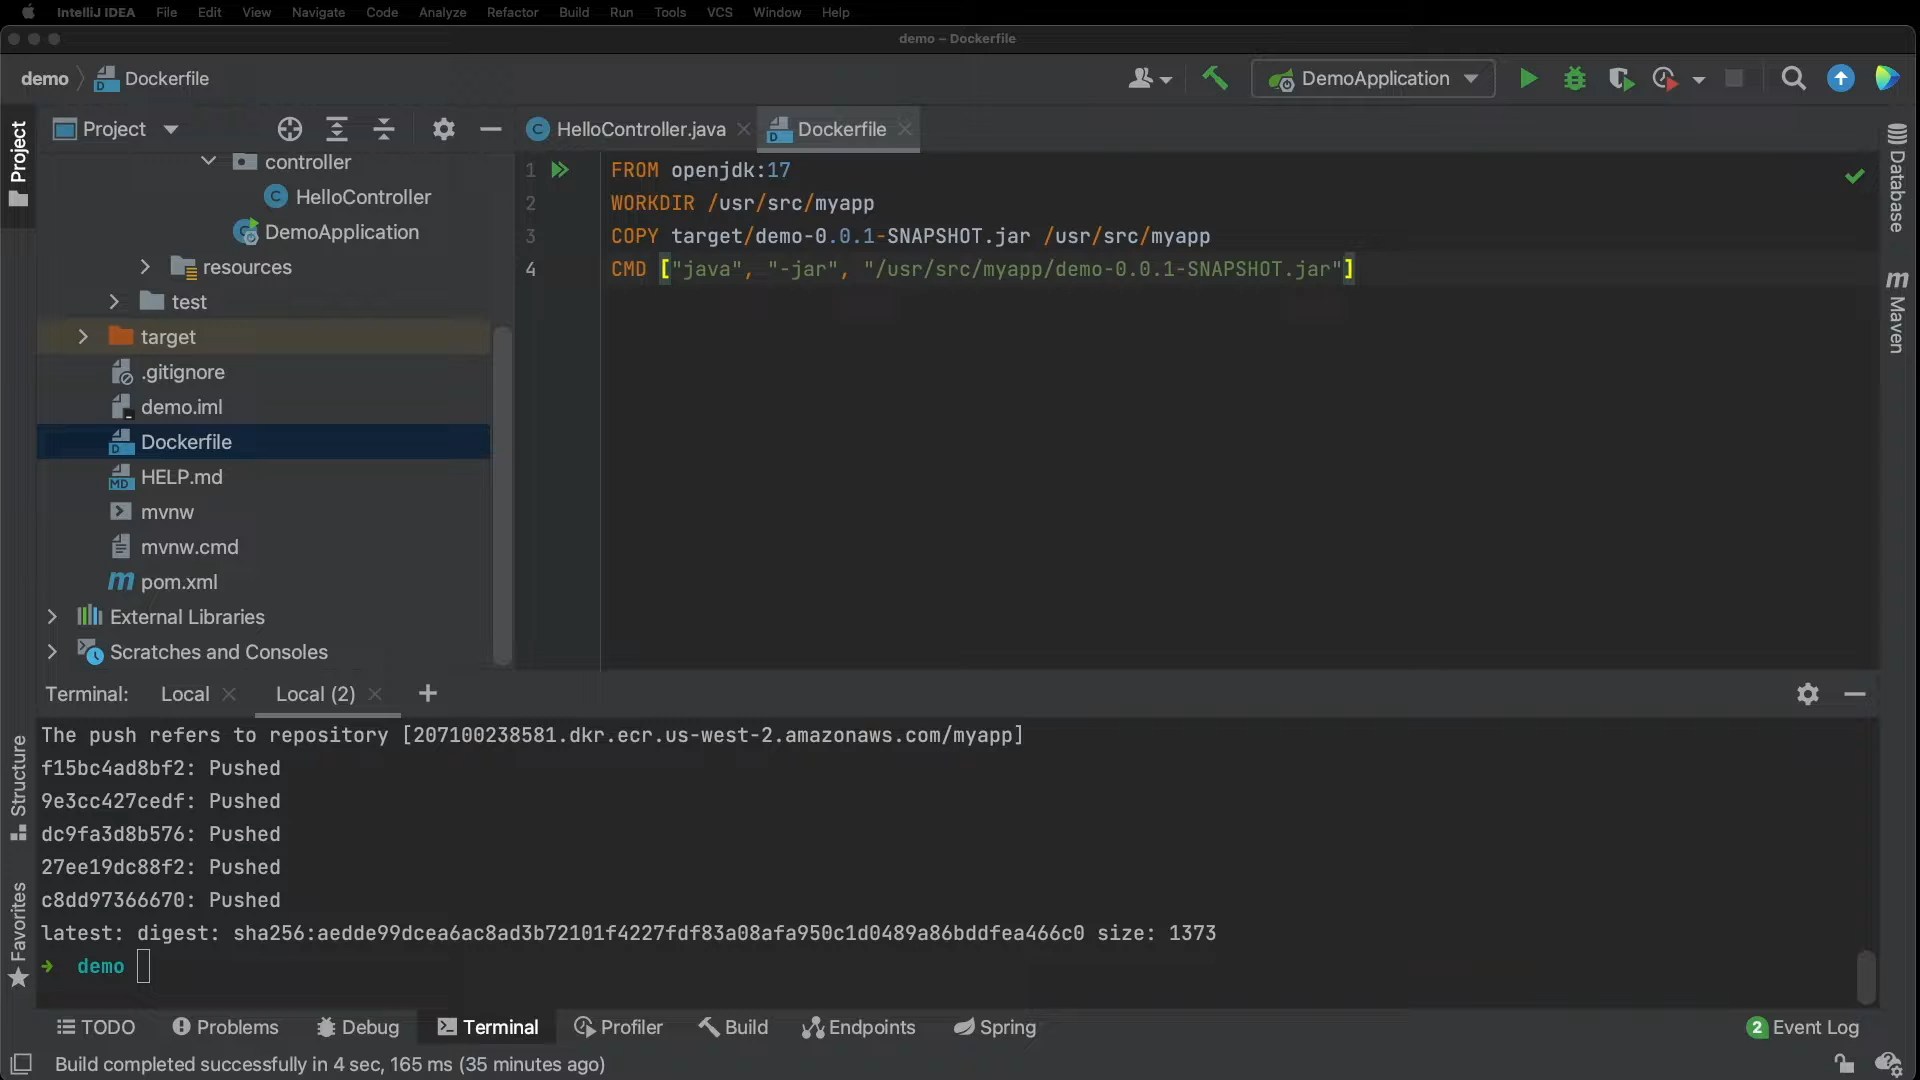 IntelliJ IDEA File Edit View Navigate Code Analyze Refactor Build Run Tools VCS Window Help
demo – Dockerfile
demo Dockerfile
DemoApplication
Project
Project
HelloController.java
Dockerfile
controller
HelloController
DemoApplication
resources
test
target
.gitignore
demo.iml
Dockerfile
HELP.md
mvnw
mvnw.cmd
pom.xml
External Libraries
Scratches and Consoles
1 FROM openjdk:17
2 WORKDIR /usr/src/myapp
3 COPY target/demo-0.0.1-SNAPSHOT.jar /usr/src/myapp
4 CMD ["java", "-jar", "/usr/src/myapp/demo-0.0.1-SNAPSHOT.jar"]
Database
Maven
Terminal: Local Local (2)
The push refers to repository [207100238581.dkr.ecr.us-west-2.amazonaws.com/myapp]
f15bc4ad8bf2: Pushed
9e3cc427cedf: Pushed
dc9fa3d8b576: Pushed
27ee19dc88f2: Pushed
c8dd97366670: Pushed
latest: digest: sha256:aedde99dcea6ac8ad3b72101f4227fdf83a08afa950c1d0489a86bddfea466c0 size: 1373
demo
Structure
Favorites
TODO Problems Debug Terminal Profiler Build Endpoints Spring 2 Event Log
Build completed successfully in 4 sec, 165 ms (35 minutes ago)